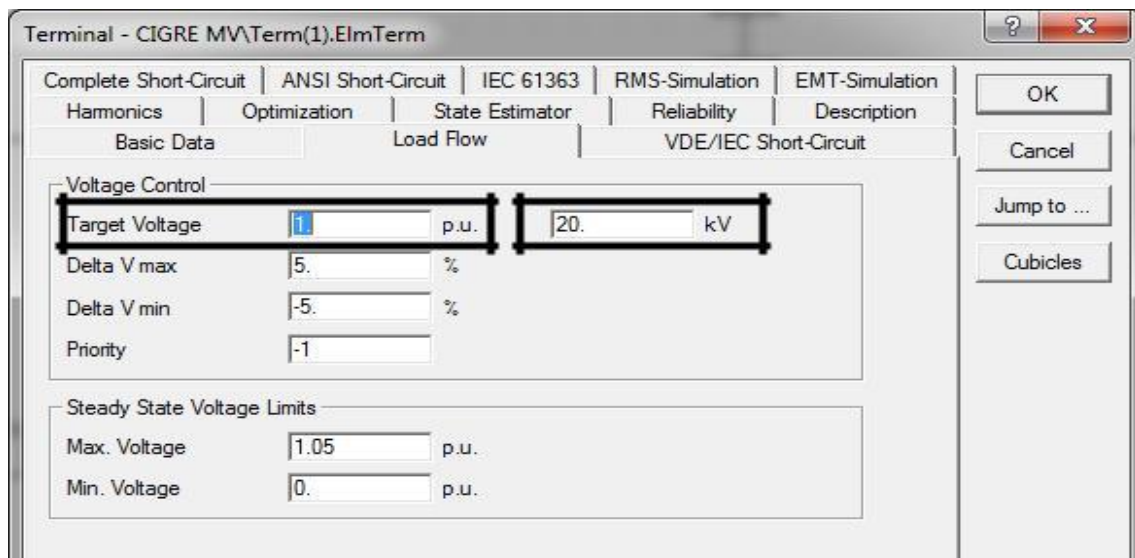 Terminal - CIGRE MV\Term(1).ElmTerm
?
Complete Short-Circuit ANSI Short-Circuit IEC 61363 RMS-Simulation EMT-Simulation
Harmonics Optimization State Estimator Reliability Description
Basic Data Load Flow VDE/IEC Short-Circuit
OK
Cancel
Jump to ...
Cubicles
Voltage Control
Target Voltage 1. p.u. 20. kV
Delta V max 5. %
Delta V min -5. %
Priority -1
Steady State Voltage Limits
Max. Voltage 1.05 p.u.
Min. Voltage 0. p.u.